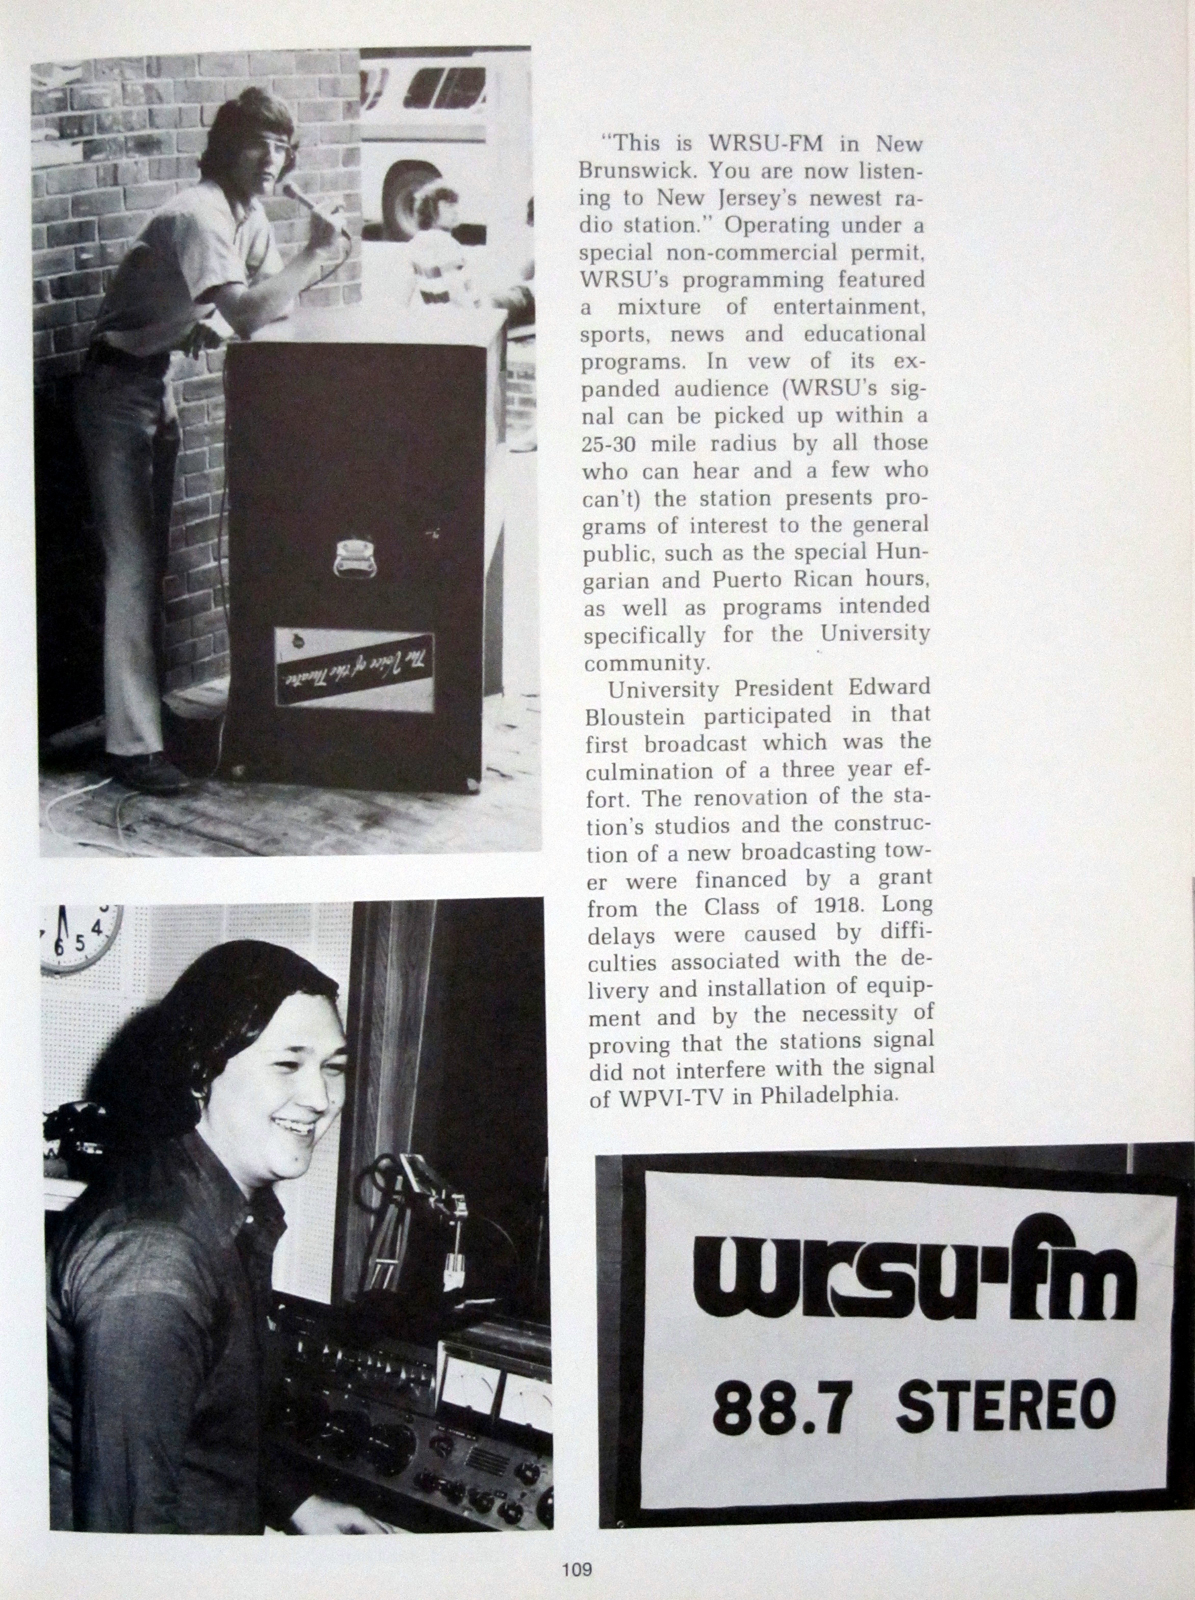 "This is WRSU-FM in New
Brunswick. You are now listen-
ing to New Jersey's newest ra-
dio station." Operating under a
special non-commercial permit,
WRSU's programming featured
a mixture of entertainment,
sports, news and educational
programs. In vew of its ex-
panded audience (WRSU's sig-
nal can be picked up within a
25-30 mile radius by all those
who can hear and a few who
can't) the station presents pro-
grams of interest to the general
public, such as the special Hun-
garian and Puerto Rican hours,
as well as programs intended
specifically for the University
community.
University President Edward
Bloustein participated in that
first broadcast which was the
culmination of a three year ef-
fort. The renovation of the sta-
tion's studios and the construc-
tion of a new broadcasting tow-
er were financed by a grant
from the Class of 1918. Long
delays were caused by diffi-
culties associated with the de-
livery and installation of equip-
ment and by the necessity of
proving that the stations signal
did not interfere with the signal
of WPVI-TV in Philadelphia.
The Voice of the Theatre
6 5 4
wrsu-fm
88.7 STEREO
109